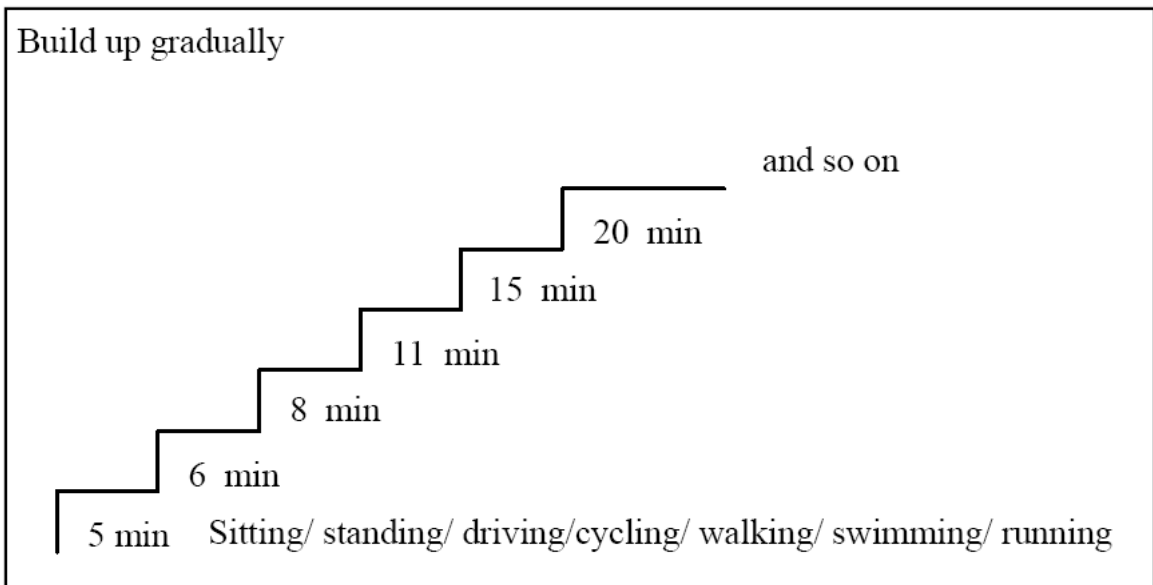 Build up gradually
and so on
20 min
15 min
11 min
8 min
6 min
5 min Sitting/ standing/ driving/cycling/ walking/ swimming/ running